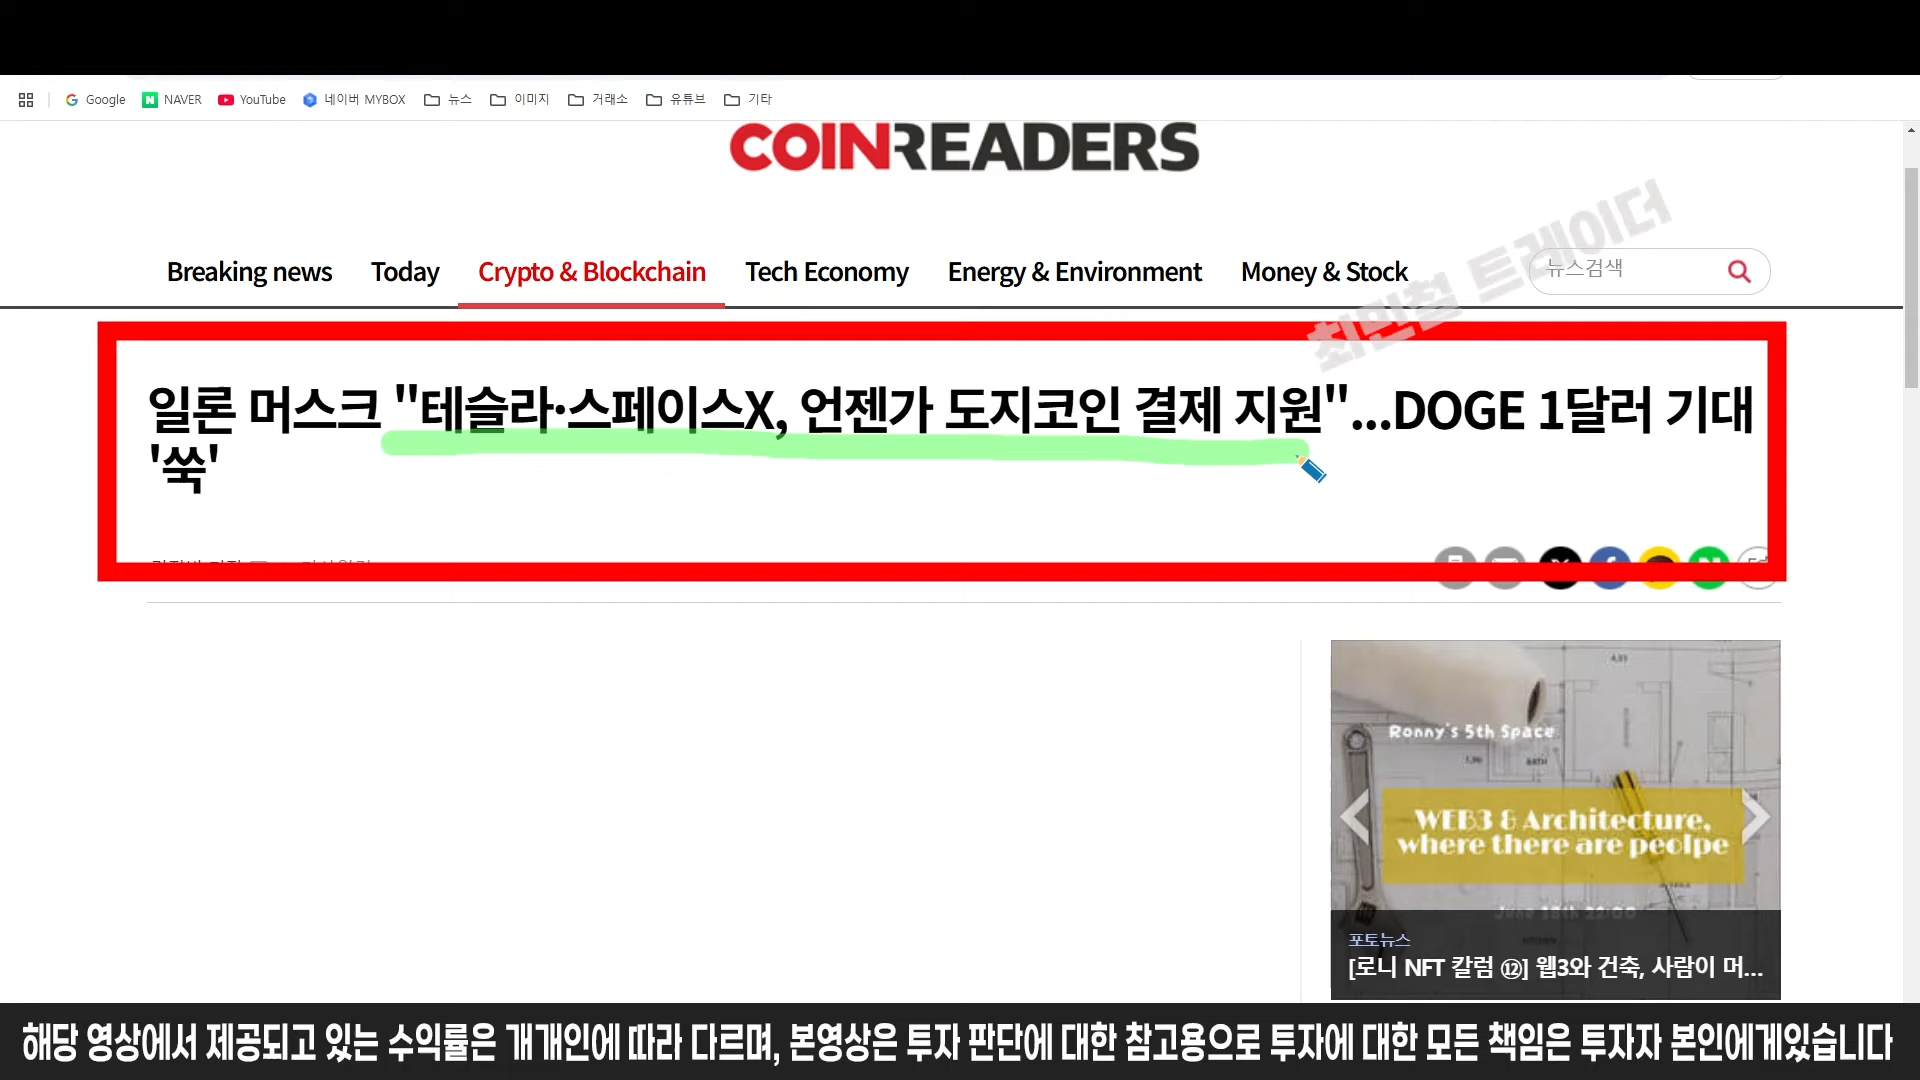 Google NAVER YouTube 네이버 MYBOX 뉴스 이미지 거래소 유튜브 기타
COINREADERS
최민철 트레이더
Breaking news Today Crypto & Blockchain Tech Economy Energy & Environment Money & Stock 뉴스검색
일론 머스크 "테슬라·스페이스X, 언젠가 도지코인 결제 지원"...DOGE 1달러 기대
'쑥'
Ronny's 5th Space
WEB3 & Architecture,
where there are peolpe
포토뉴스
[로니 NFT 칼럼 ⑫] 웹3와 건축, 사람이 머...
해당 영상에서 제공되고 있는 수익률은 개개인에 따라 다르며, 본영상은 투자 판단에 대한 참고용으로 투자에 대한 모든 책임은 투자자 본인에게있습니다